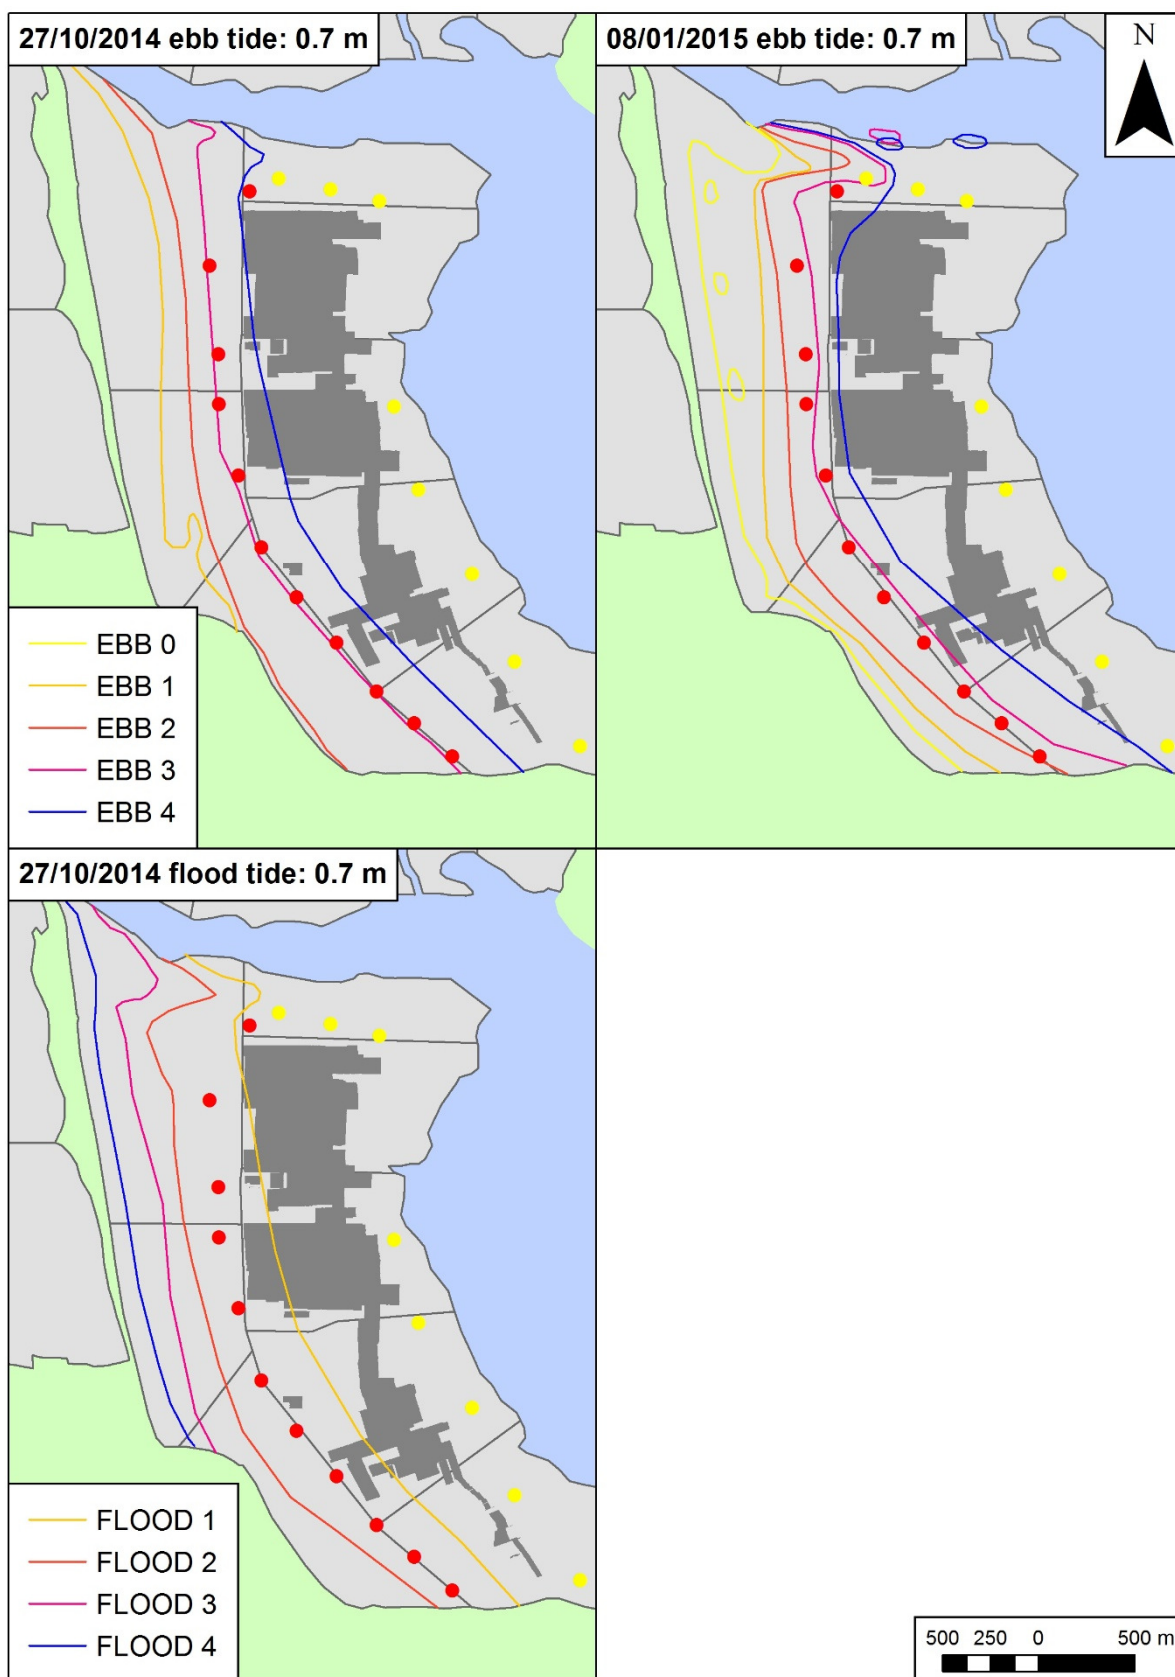 27/10/2014 ebb tide: 0.7 m
08/01/2015 ebb tide: 0.7 m
N
EBB 0
EBB 1
EBB 2
EBB 3
EBB 4
27/10/2014 flood tide: 0.7 m
FLOOD 1
FLOOD 2
FLOOD 3
FLOOD 4
500 250 0 500 m